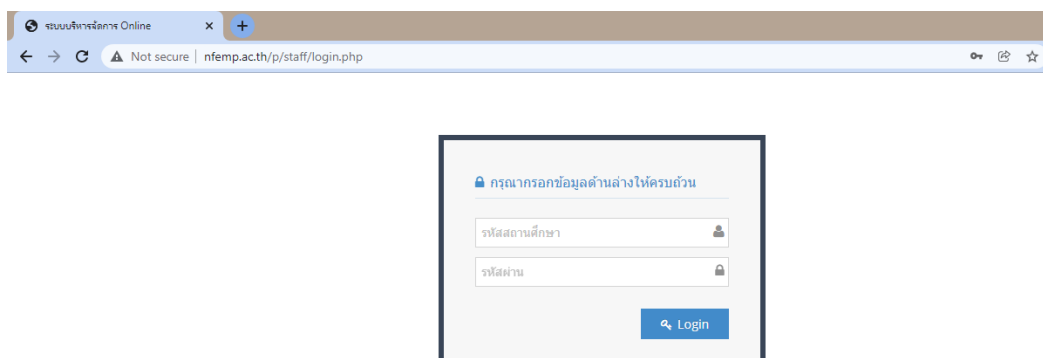 ระบบบริหารจัดการ Online
Not secure | nfemp.ac.th/p/staff/login.php
กรุณากรอกข้อมูลด้านล่างให้ครบถ้วน
รหัสสถานศึกษา
รหัสผ่าน
Login